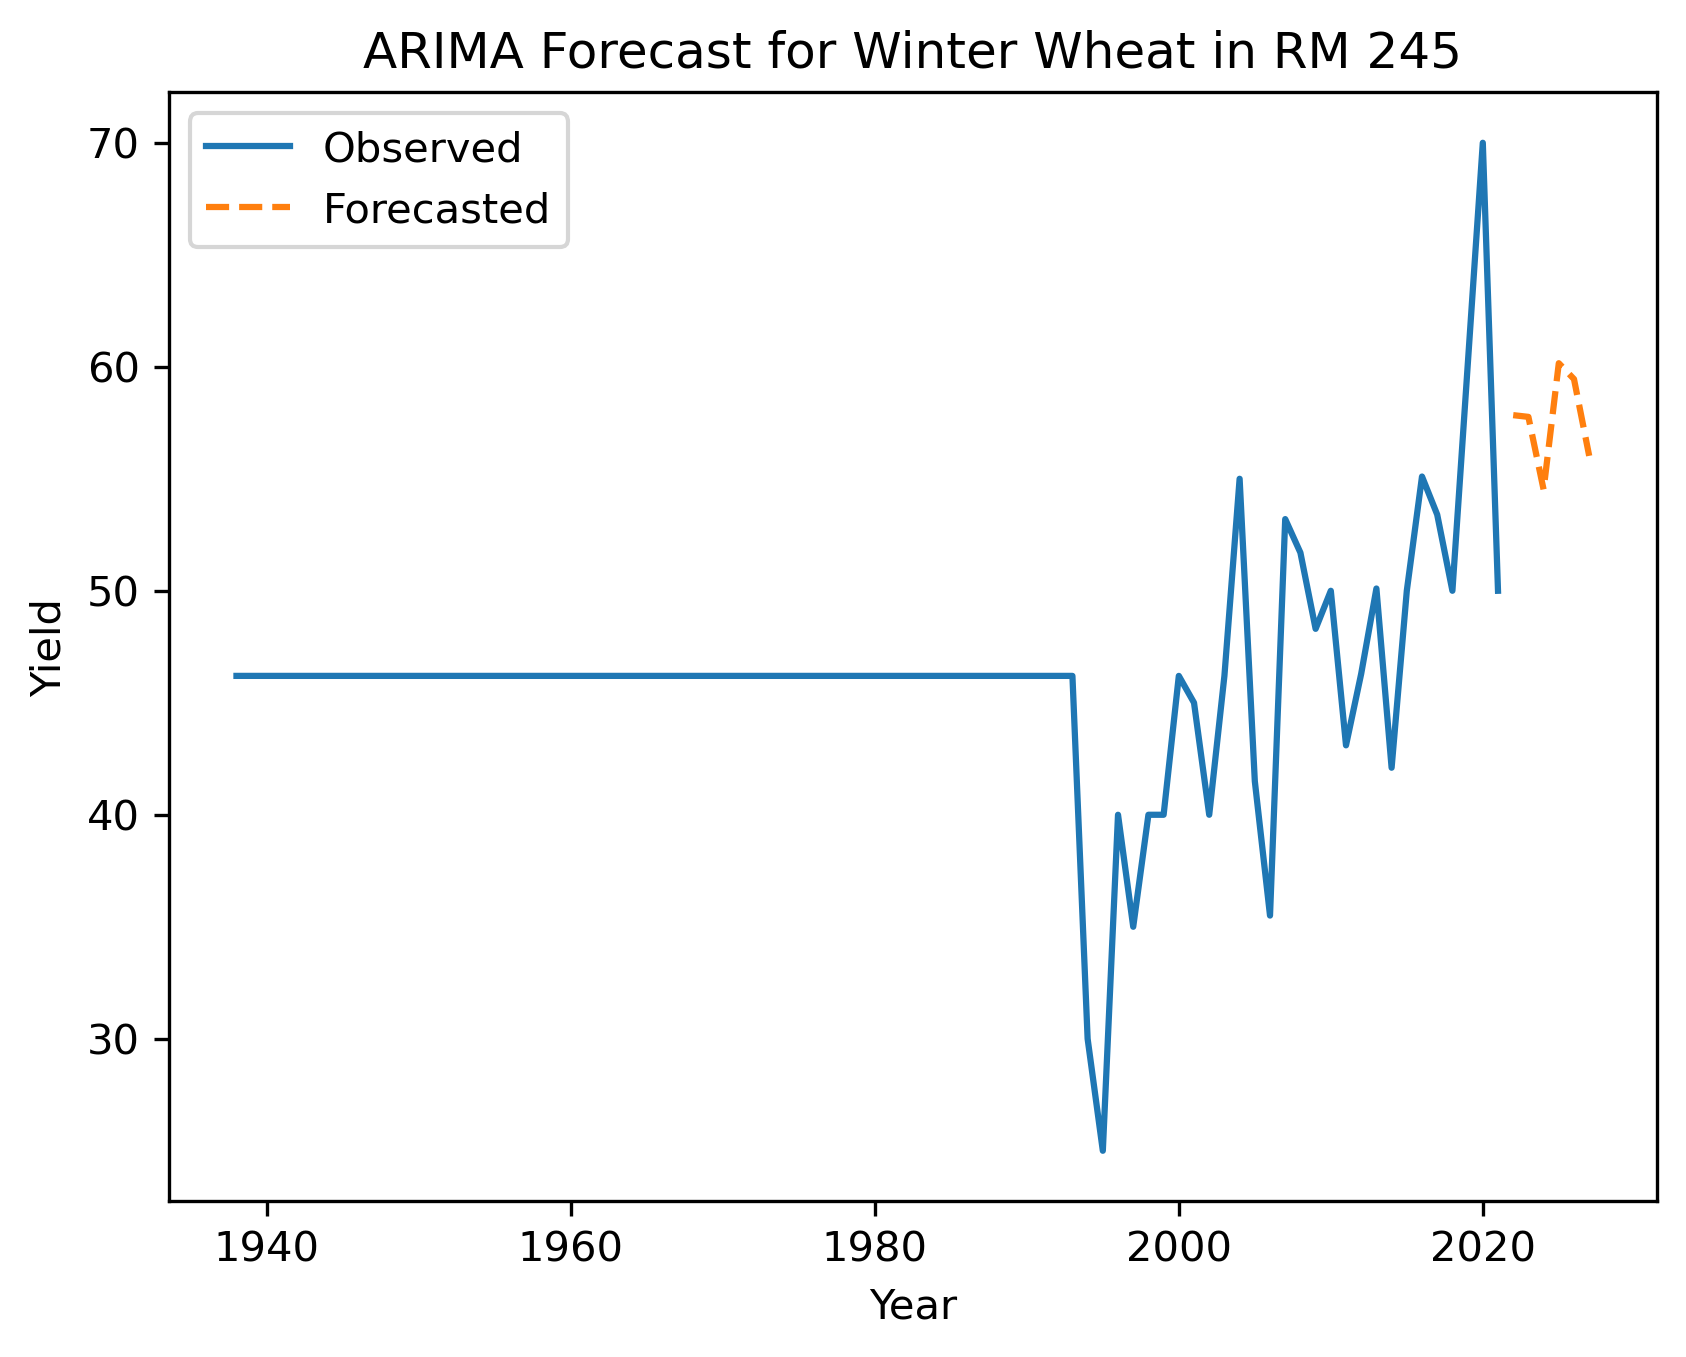 ARIMA Forecast for Winter Wheat in RM 245
Observed
Forecasted
70
60
50
40
30
Yield
1940 1960 1980 2000 2020
Year